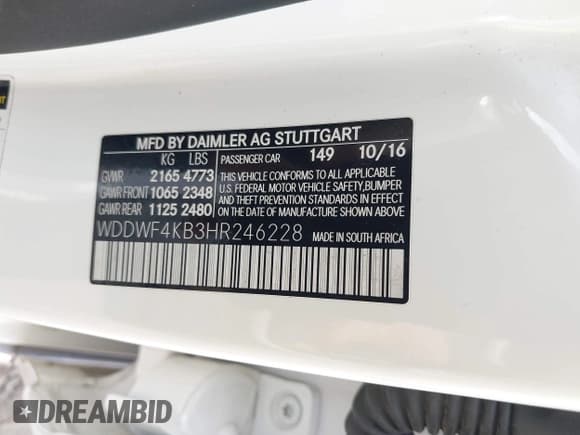 MFD BY DAIMLER AG STUTTGART
KG LBS
GVWR 2165 4773
GAWR FRONT 1065 2348
GAWR REAR 1125 2480
PASSENGER CAR 149 10/16
THIS VEHICLE CONFORMS TO ALL APPLICABLE
U.S. FEDERAL MOTOR VEHICLE SAFETY, BUMPER
AND THEFT PREVENTION STANDARDS IN EFFECT
ON THE DATE OF MANUFACTURE SHOWN ABOVE.
WDDWF4KB3HR246228 MADE IN SOUTH AFRICA
DREAMBID